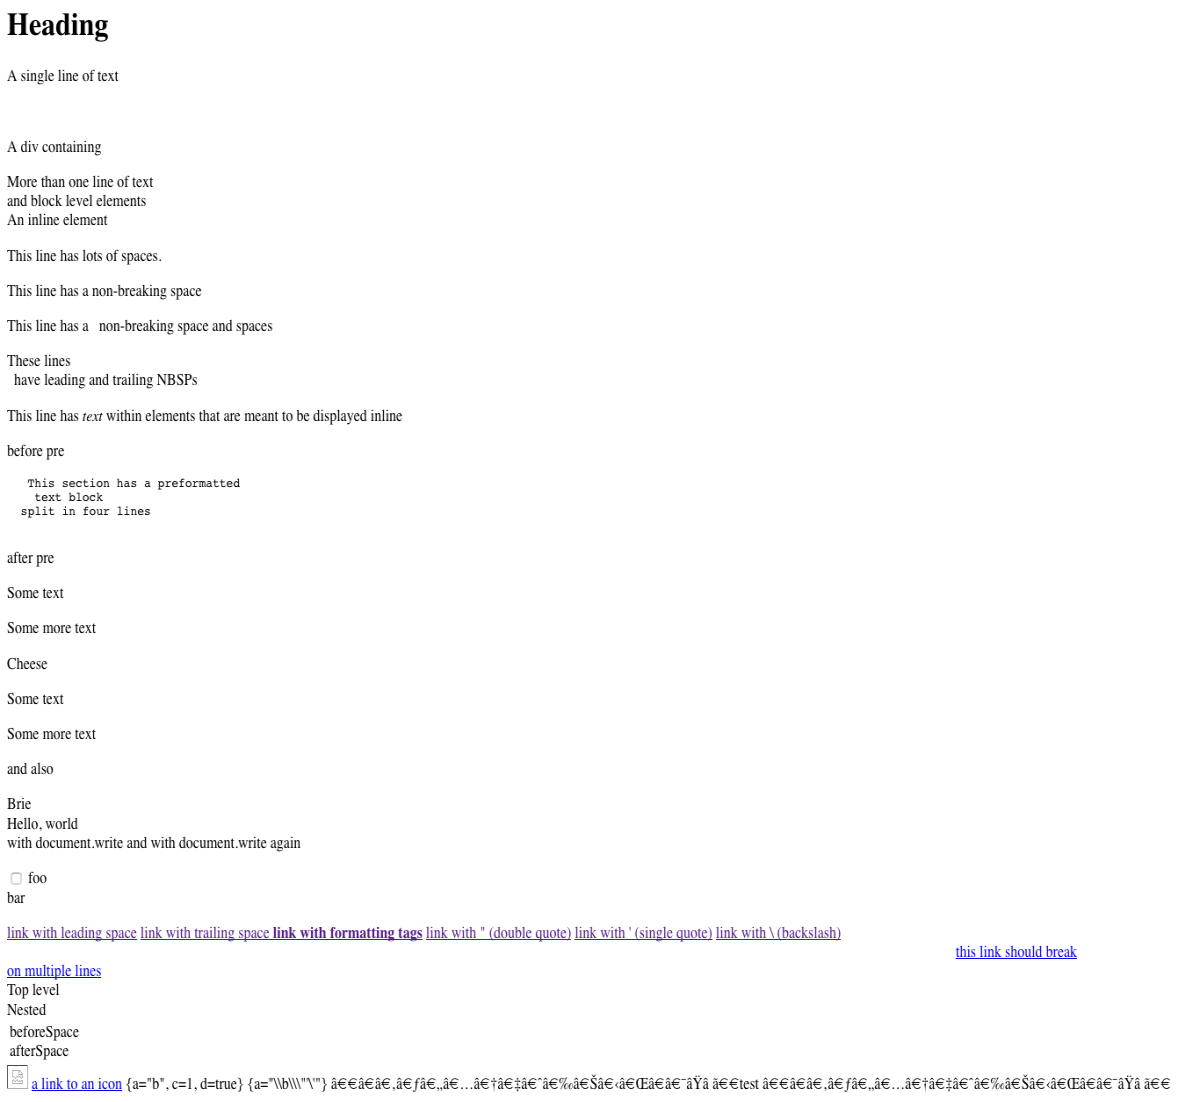 Heading
A single line of text
A div containing
More than one line of text
and block level elements
An inline element
This line has lots of spaces.
This line has a non-breaking space
This line has a   non-breaking space and spaces
These lines
  have leading and trailing NBSPs
This line has text within elements that are meant to be displayed inline
before pre
   This section has a preformatted
    text block
  split in four lines
after pre
Some text
Some more text
Cheese
Some text
Some more text
and also
Brie
Hello, world
with document.write and with document.write again
foo
bar
link with leading space link with trailing space link with formatting tags link with " (double quote) link with ' (single quote) link with \ (backslash)
this link should break
on multiple lines
Top level
Nested
beforeSpace
afterSpace
a link to an icon {a="b", c=1, d=true} {a="\\b\\\"\'"} â€€â€â€‚â€ƒâ€„â€…â€†â€‡â€ˆâ€‰â€Šâ€‹â€Œâ€â€¯âŸâ ã€€test â€€â€â€‚â€ƒâ€„â€…â€†â€‡â€ˆâ€‰â€Šâ€‹â€Œâ€â€¯âŸâ ã€€